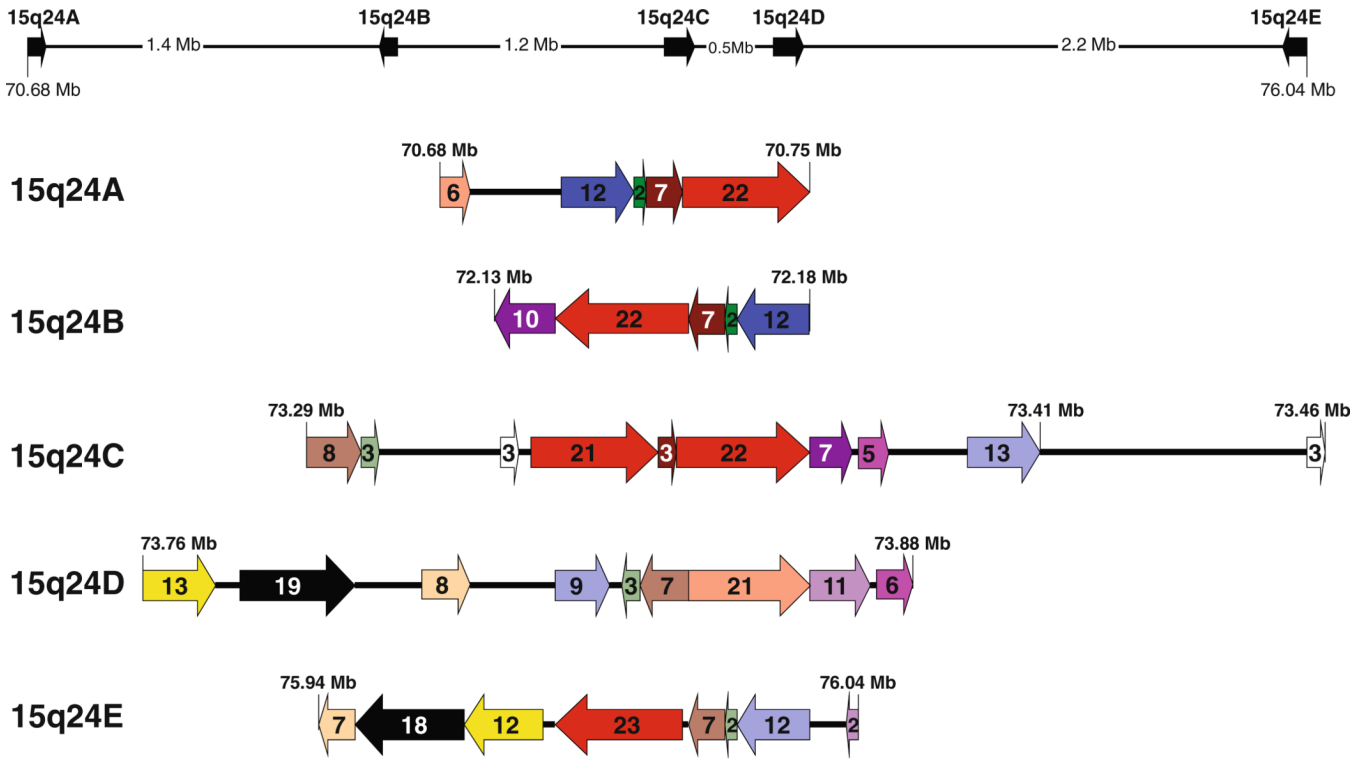 15q24A 15q24B 15q24C 15q24D 15q24E
1.4 Mb 1.2 Mb 0.5Mb 2.2 Mb
70.68 Mb 76.04 Mb
70.68 Mb 70.75 Mb
15q24A 6 12 2 7 22
72.13 Mb 72.18 Mb
15q24B 10 22 7 2 12
73.29 Mb 73.41 Mb 73.46 Mb
15q24C 8 3 3 21 3 22 7 5 13 3
73.76 Mb 73.88 Mb
15q24D 13 19 8 9 3 7 21 11 6
75.94 Mb 76.04 Mb
15q24E 7 18 12 23 7 2 12 2